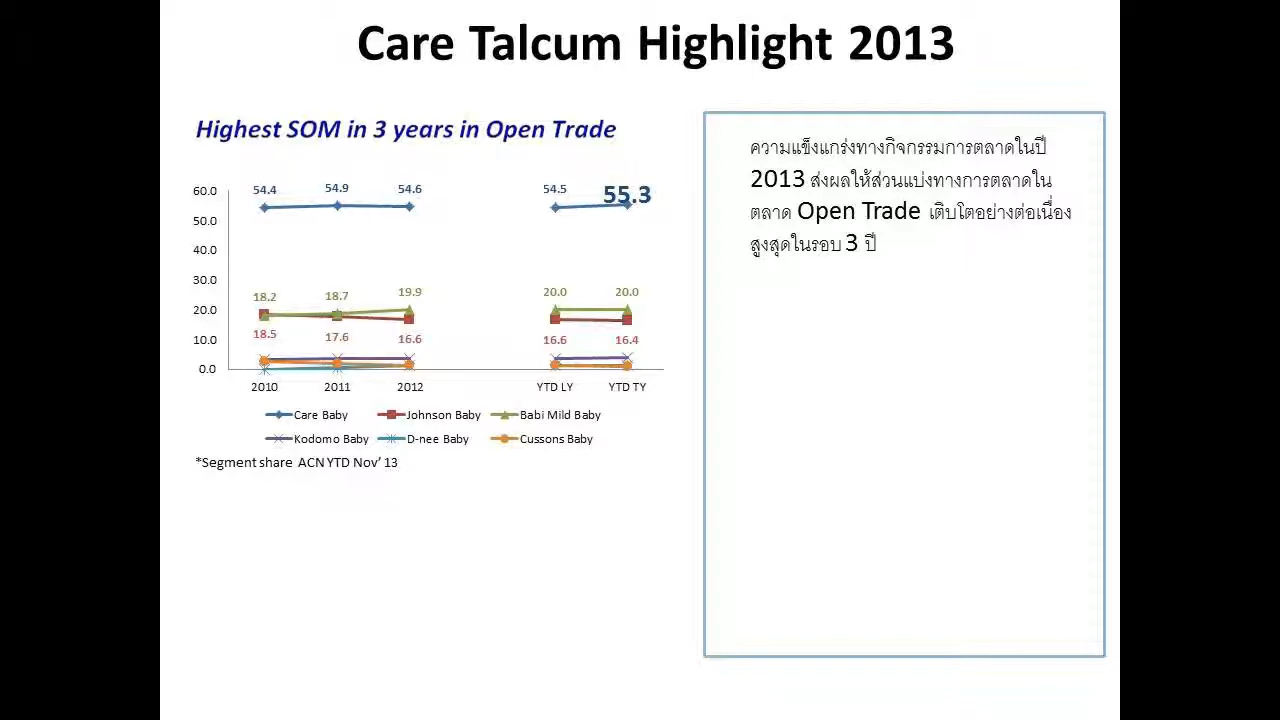 Care Talcum Highlight 2013
Highest SOM in 3 years in Open Trade
60.0
50.0
40.0
30.0
20.0
10.0
0.0
54.4 54.9 54.6 54.5 55.3
18.2 18.7 19.9 20.0 20.0
18.5 17.6 16.6 16.6 16.4
2010 2011 2012 YTD LY YTD TY
Care Baby Johnson Baby Babi Mild Baby
Kodomo Baby D-nee Baby Cussons Baby
*Segment share ACN YTD Nov' 13
ความแข็งแกร่งทางกิจกรรมการตลาดในปี
2013 ส่งผลให้ส่วนแบ่งทางการตลาดใน
ตลาด Open Trade เติบโตอย่างต่อเนื่อง
สูงสุดในรอบ 3 ปี